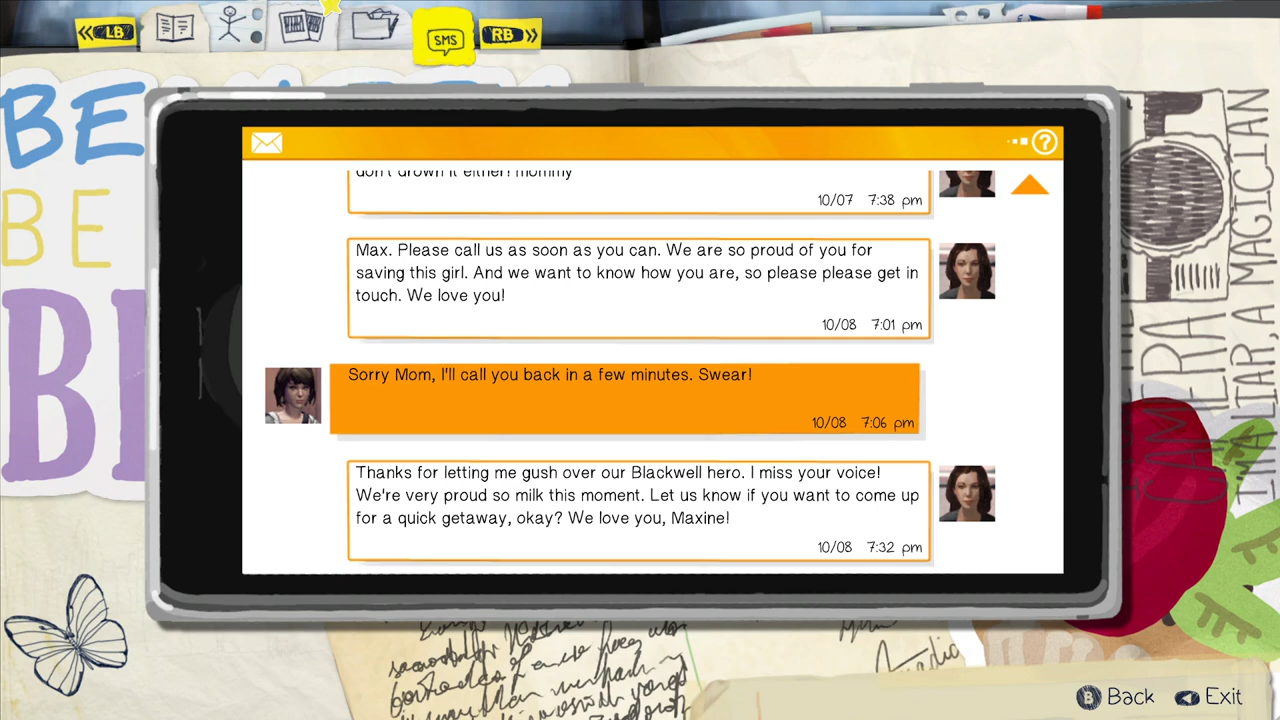 LB
SMS
RB
don't drown it either! mommy
10/07 7:38 pm
Max. Please call us as soon as you can. We are so proud of you for
saving this girl. And we want to know how you are, so please please get in
touch. We love you!
10/08 7:01 pm
Sorry Mom, I'll call you back in a few minutes. Swear!
10/08 7:06 pm
Thanks for letting me gush over our Blackwell hero. I miss your voice!
We're very proud so milk this moment. Let us know if you want to come up
for a quick getaway, okay? We love you, Maxine!
10/08 7:32 pm
?
BE
BE
CAMERA
LIAR, A MAGICIAN
B Back
Exit